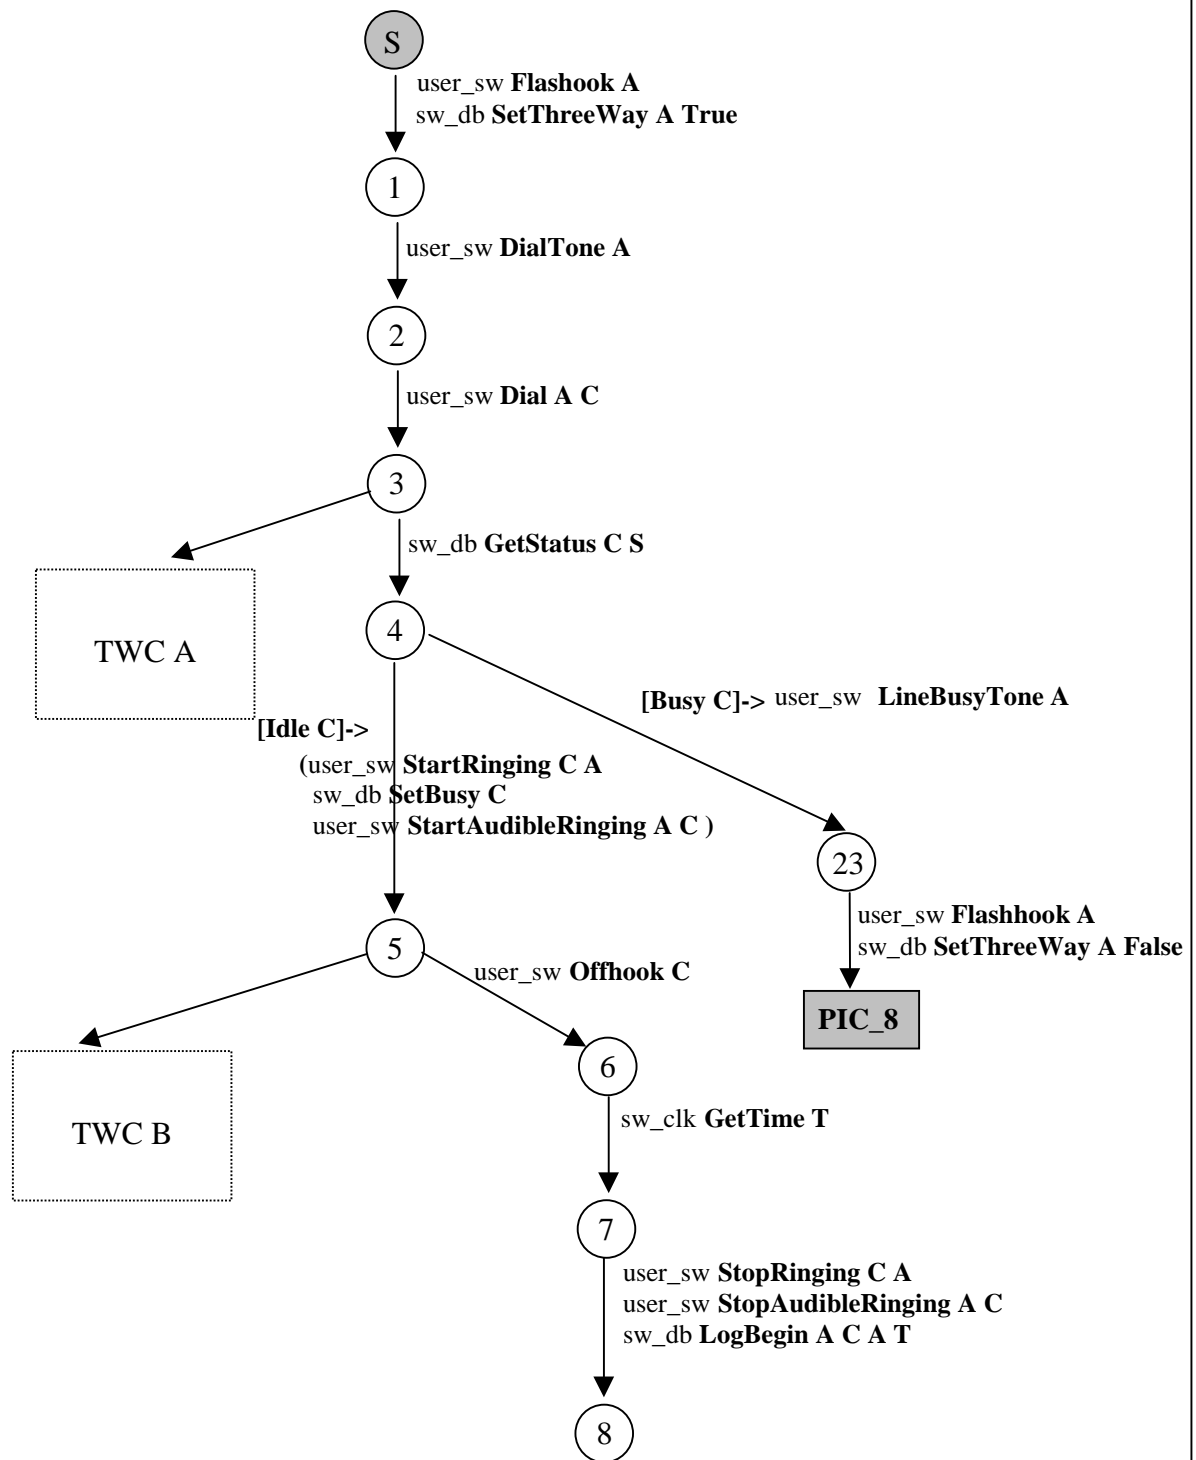 S
user_sw Flashook A
sw_db SetThreeWay A True
1
user_sw DialTone A
2
user_sw Dial A C
3
sw_db GetStatus C S
TWC A
4
[Busy C]-> user_sw LineBusyTone A
[Idle C]->
(user_sw StartRinging C A
sw_db SetBusy C
user_sw StartAudibleRinging A C )
23
user_sw Flashhook A
sw_db SetThreeWay A False
PIC_8
5
user_sw Offhook C
TWC B
6
sw_clk GetTime T
7
user_sw StopRinging C A
user_sw StopAudibleRinging A C
sw_db LogBegin A C A T
8